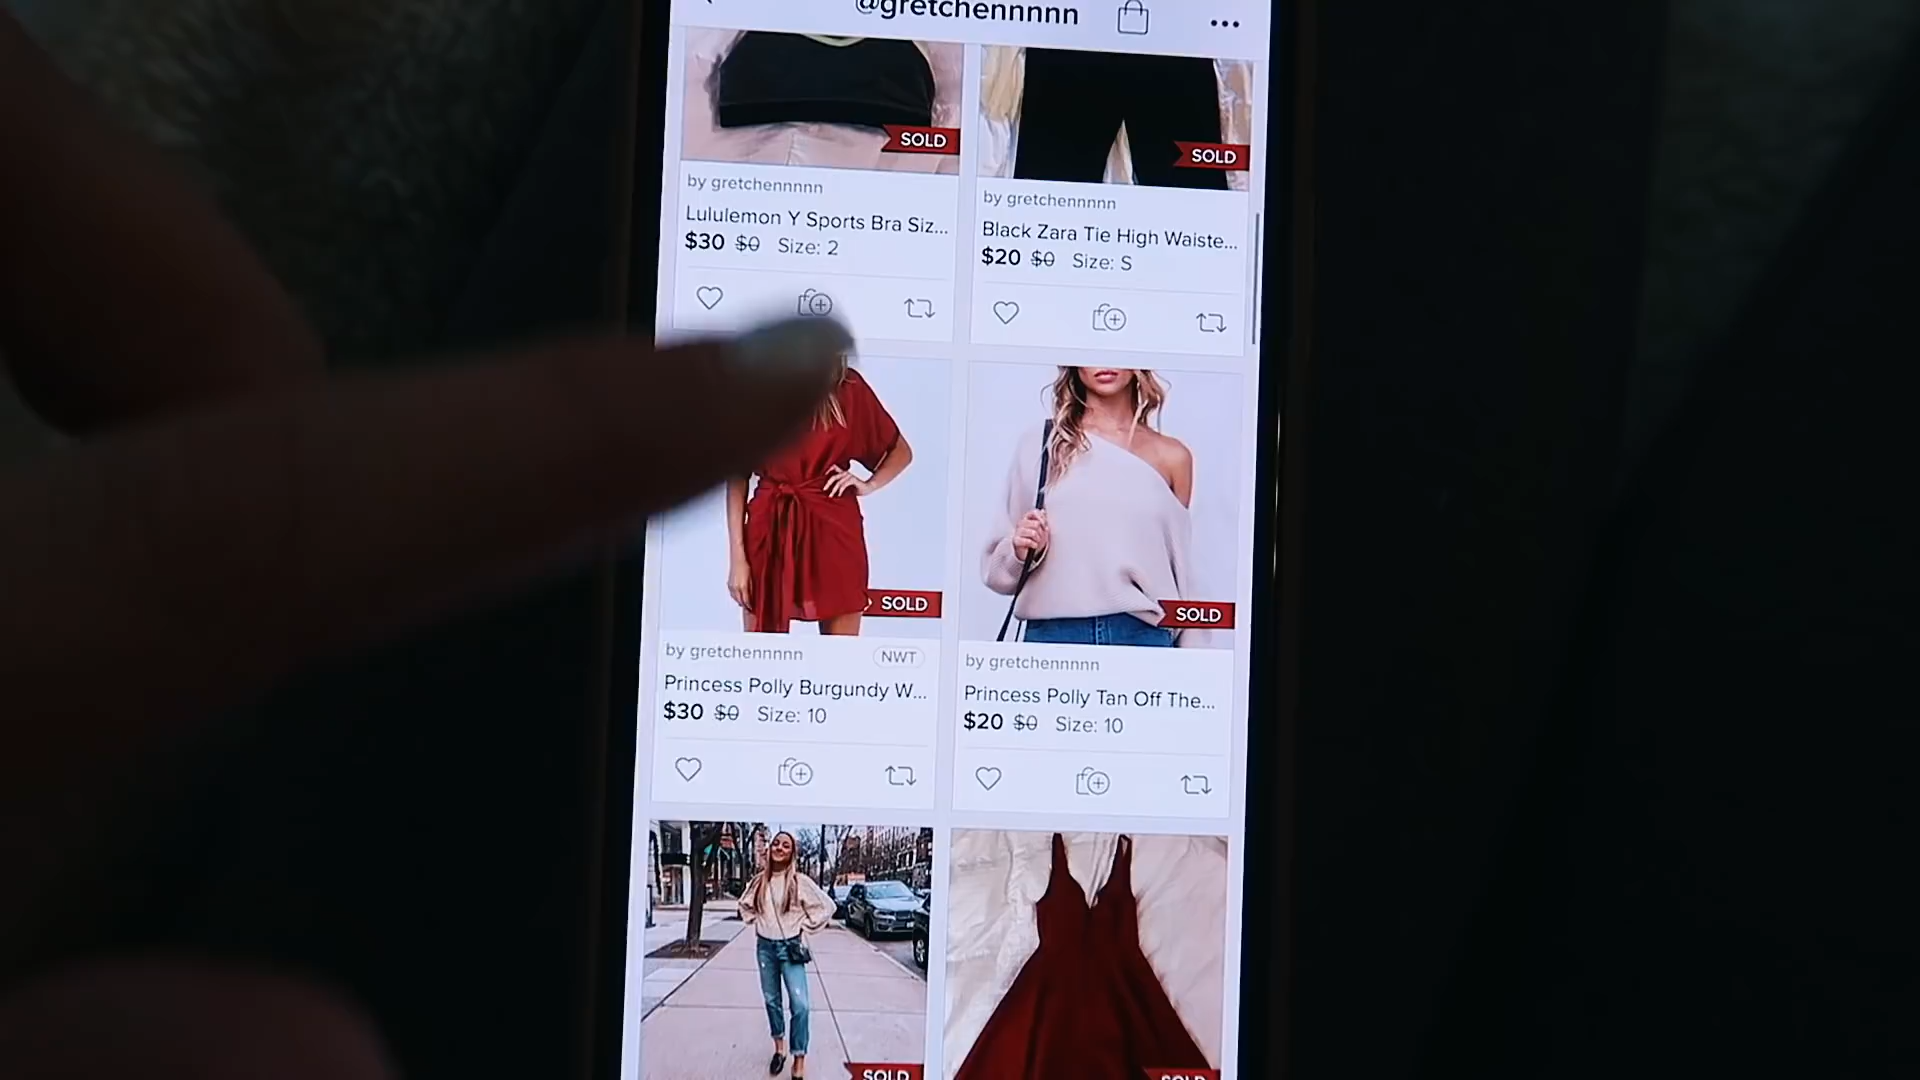 @gretchennnnn
SOLD
SOLD
by gretchennnnn
Lululemon Y Sports Bra Siz...
$30 $0 Size: 2
by gretchennnnn
Black Zara Tie High Waiste...
$20 $0 Size: S
SOLD
SOLD
by gretchennnnn NWT
Princess Polly Burgundy W...
$30 $0 Size: 10
by gretchennnnn
Princess Polly Tan Off The...
$20 $0 Size: 10
SOLD
SOLD